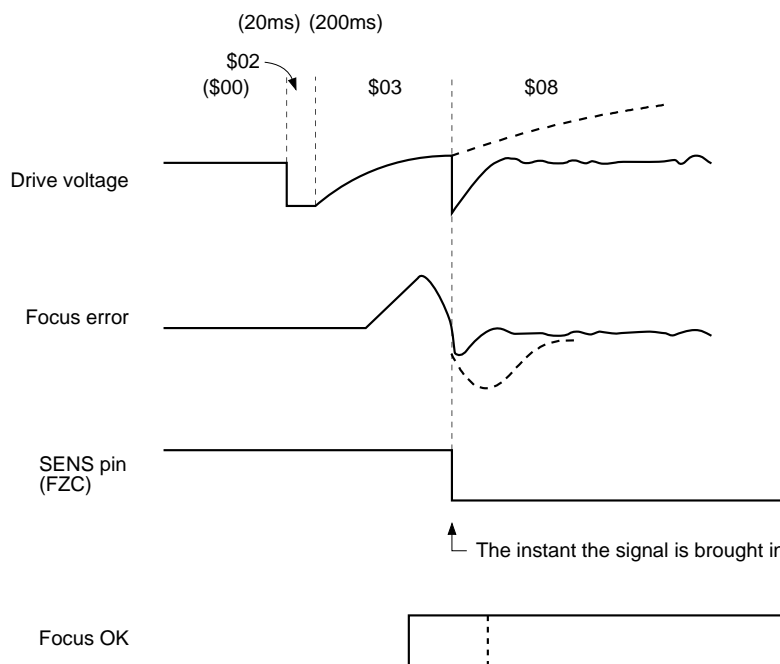 (20ms) (200ms)
$02
($00) $03 $08
Drive voltage
Focus error
SENS pin
(FZC)
The instant the signal is brought in
Focus OK